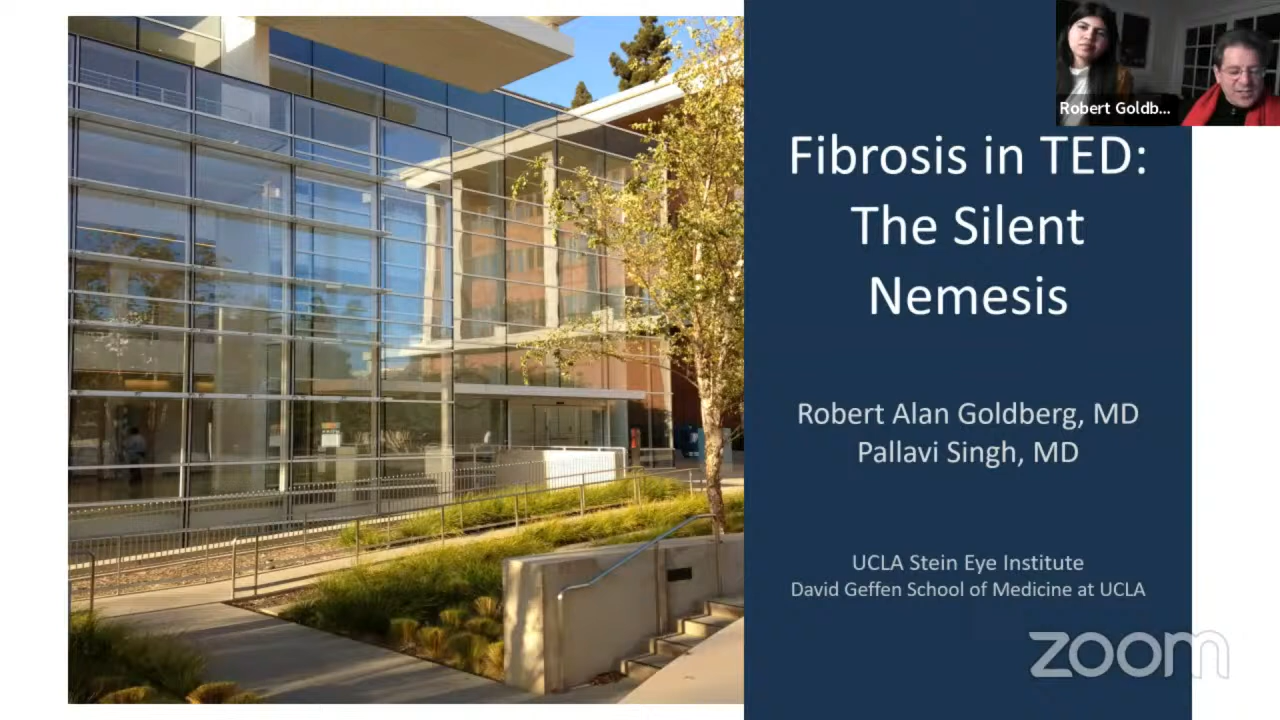 Robert Goldb...
Fibrosis in TED:
The Silent
Nemesis
Robert Alan Goldberg, MD
Pallavi Singh, MD
UCLA Stein Eye Institute
David Geffen School of Medicine at UCLA
zoom